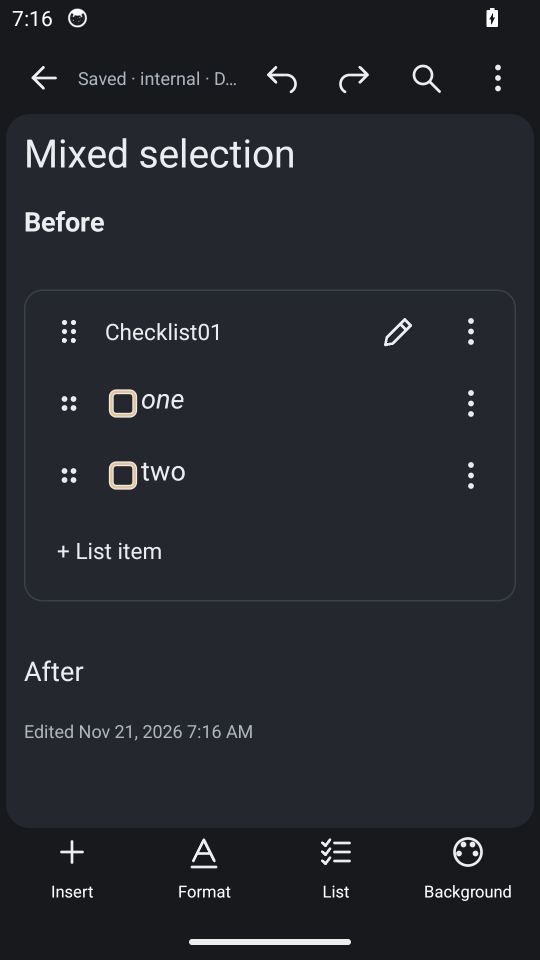 7:16
Saved · internal · D...
Mixed selection
Before
Checklist01
one
two
+ List item
After
Edited Nov 21, 2026 7:16 AM
Insert Format List Background